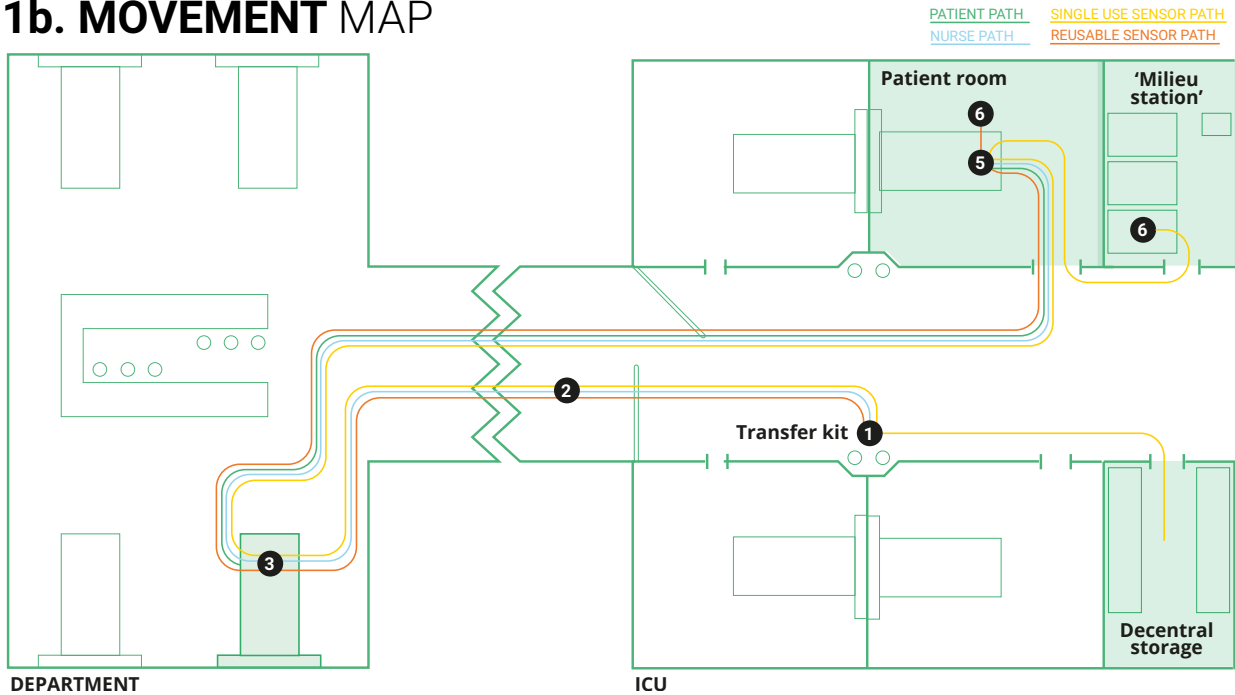 1b. MOVEMENT MAP
PATIENT PATH
SINGLE USE SENSOR PATH
NURSE PATH
REUSABLE SENSOR PATH
Patient room
'Milieu
station'
6
5
6
2
Transfer kit
1
3
Decentral
storage
DEPARTMENT
ICU